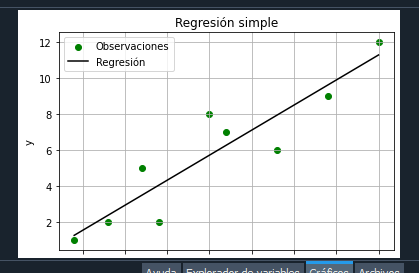 Regresión simple
Observaciones
Regresión
12
10
8
6
4
2
y
Ayuda Explorador de variables Gráficos Archivos